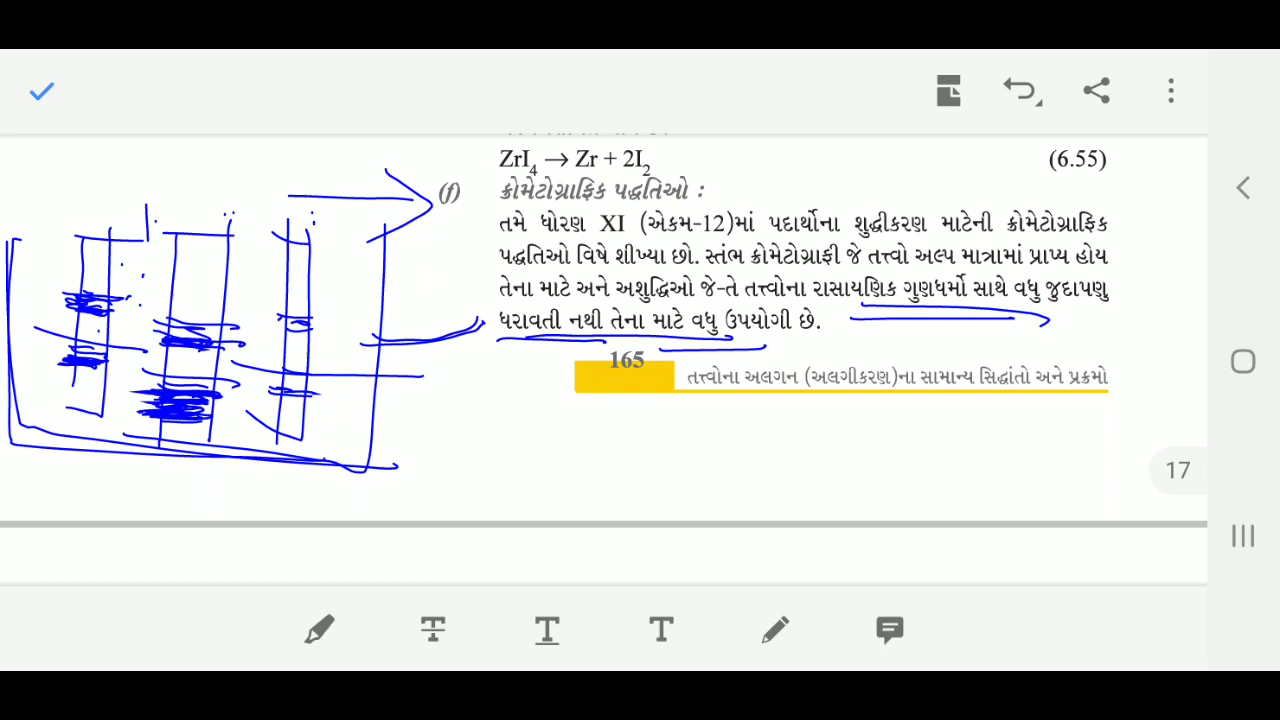 ZrI₄ → Zr + 2I₂ (6.55)
(f) ક્રોમેટોગ્રાફિક પદ્ધતિઓ :
તમે ધોરણ XI (એકમ-12)માં પદાર્થોના શુદ્ધીકરણ માટેની ક્રોમેટોગ્રાફિક
પદ્ધતિઓ વિષે શીખ્યા છો. સ્તંભ ક્રોમેટોગ્રાફી જે તત્ત્વો અલ્પ માત્રામાં પ્રાપ્ય હોય
તેના માટે અને અશુદ્ધિઓ જે-તે તત્ત્વોના રાસાયણિક ગુણધર્મો સાથે વધુ જુદાપણુ
ધરાવતી નથી તેના માટે વધુ ઉપયોગી છે.
165
તત્ત્વોના અલગન (અલગીકરણ)ના સામાન્ય સિદ્ધાંતો અને પ્રક્રમો
17